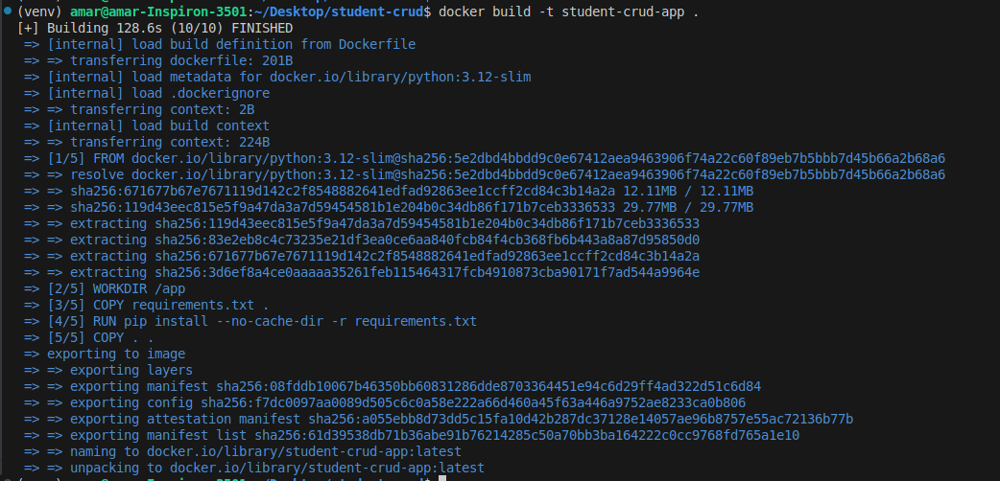 (venv) amar@amar-Inspiron-3501:~/Desktop/student-crud$ docker build -t student-crud-app .
[+] Building 128.6s (10/10) FINISHED
=> [internal] load build definition from Dockerfile
=> => transferring dockerfile: 201B
=> [internal] load metadata for docker.io/library/python:3.12-slim
=> [internal] load .dockerignore
=> => transferring context: 2B
=> [internal] load build context
=> => transferring context: 224B
=> [1/5] FROM docker.io/library/python:3.12-slim@sha256:5e2dbd4bbdd9c0e67412aea9463906f74a22c60f89eb7b5bbb7d45b66a2b68a6
=> => resolve docker.io/library/python:3.12-slim@sha256:5e2dbd4bbdd9c0e67412aea9463906f74a22c60f89eb7b5bbb7d45b66a2b68a6
=> => sha256:671677b67e7671119d142c2f8548882641edfad92863ee1ccff2cd84c3b14a2a 12.11MB / 12.11MB
=> => sha256:119d43eec815e5f9a47da3a7d59454581b1e204b0c34db86f171b7ceb3336533 29.77MB / 29.77MB
=> => extracting sha256:119d43eec815e5f9a47da3a7d59454581b1e204b0c34db86f171b7ceb3336533
=> => extracting sha256:83e2eb8c4c73235e21df3ea0ce6aa840fcb84f4cb368fb6b443a8a87d95850d0
=> => extracting sha256:671677b67e7671119d142c2f8548882641edfad92863ee1ccff2cd84c3b14a2a
=> => extracting sha256:3d6ef8a4ce0aaaaa35261feb115464317fcb4910873cba90171f7ad544a9964e
=> [2/5] WORKDIR /app
=> [3/5] COPY requirements.txt .
=> [4/5] RUN pip install --no-cache-dir -r requirements.txt
=> [5/5] COPY . .
=> exporting to image
=> => exporting layers
=> => exporting manifest sha256:08fddb10067b46350bb60831286dde8703364451e94c6d29ff4ad322d51c6d84
=> => exporting config sha256:f7dc0097aa0089d505c6c0a58e222a66d460a45f63a446a9752ae8233ca0b806
=> => exporting attestation manifest sha256:a055ebb8d73dd5c15fa10d42b287dc37128e14057ae96b8757e55ac72136b77b
=> => exporting manifest list sha256:61d39538db71b36abe91b76214285c50a70bb3ba164222c0cc9768fd765a1e10
=> => naming to docker.io/library/student-crud-app:latest
=> => unpacking to docker.io/library/student-crud-app:latest